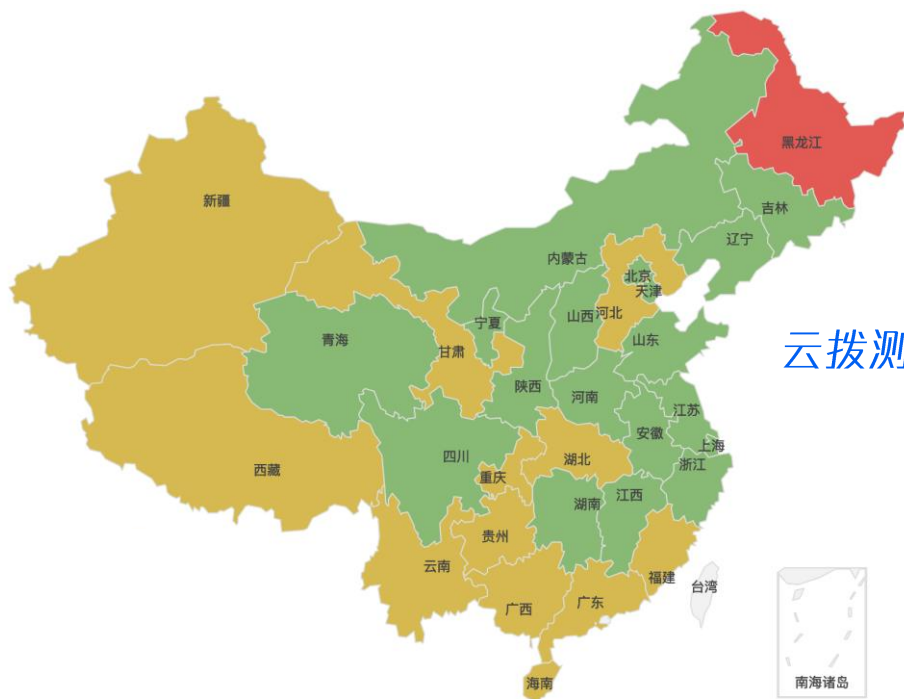 黑龙江
新疆
吉林
辽宁
内蒙古
北京
天津
宁夏
山西
河北
青海
甘肃
山东
云拨测
陕西
河南
江苏
安徽
上海
四川
湖北
浙江
西藏
重庆
湖南
江西
贵州
云南
福建
台湾
广西
广东
海南
南海诸岛